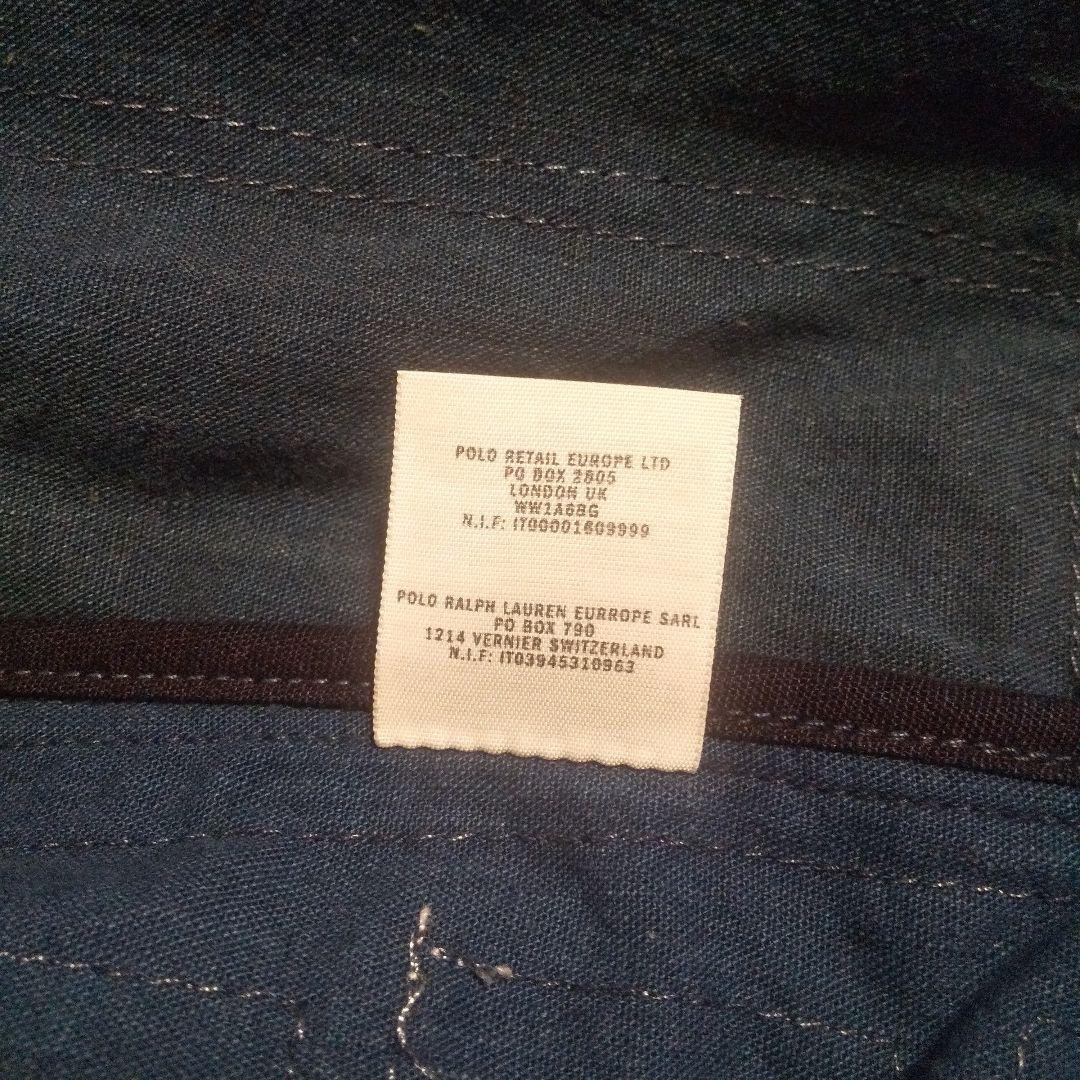 POLO RETAIL EUROPE LTD
PO BOX 2805
LONDON UK
WW1A6BG
N.I.F: IT00001609999
POLO RALPH LAUREN EURROPE SARL
PO BOX 790
1214 VERNIER SWITZERLAND
N.I.F: IT03945310963